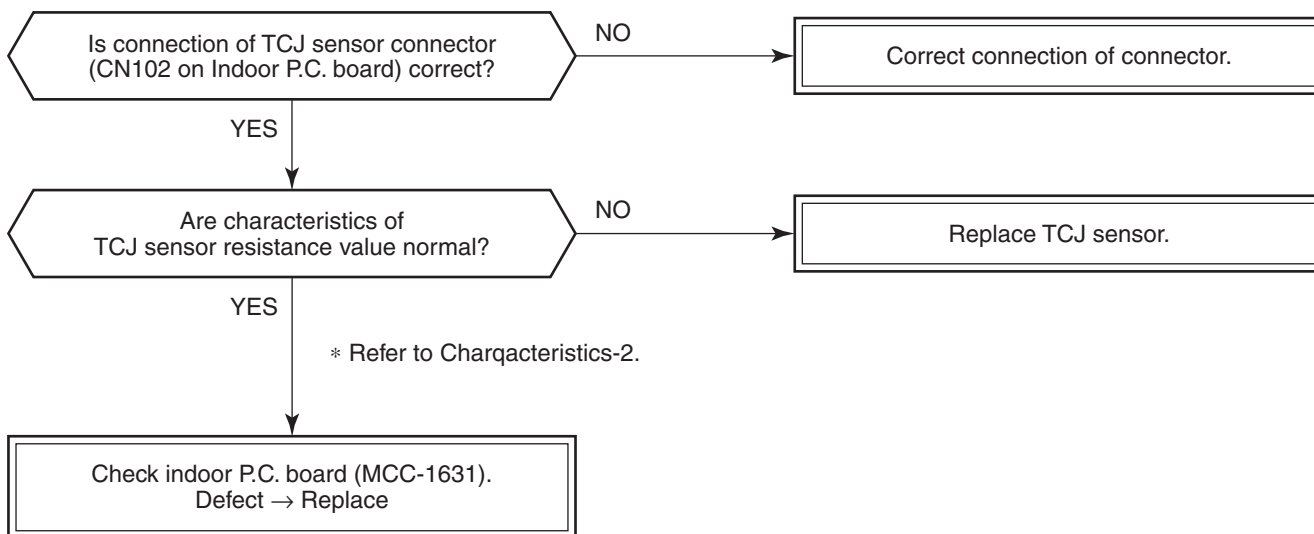 Is connection of TCJ sensor connector
(CN102 on Indoor P.C. board) correct?
NO
Correct connection of connector.
YES
Are characteristics of
TCJ sensor resistance value normal?
NO
Replace TCJ sensor.
YES
* Refer to Charqacteristics-2.
Check indoor P.C. board (MCC-1631).
Defect → Replace